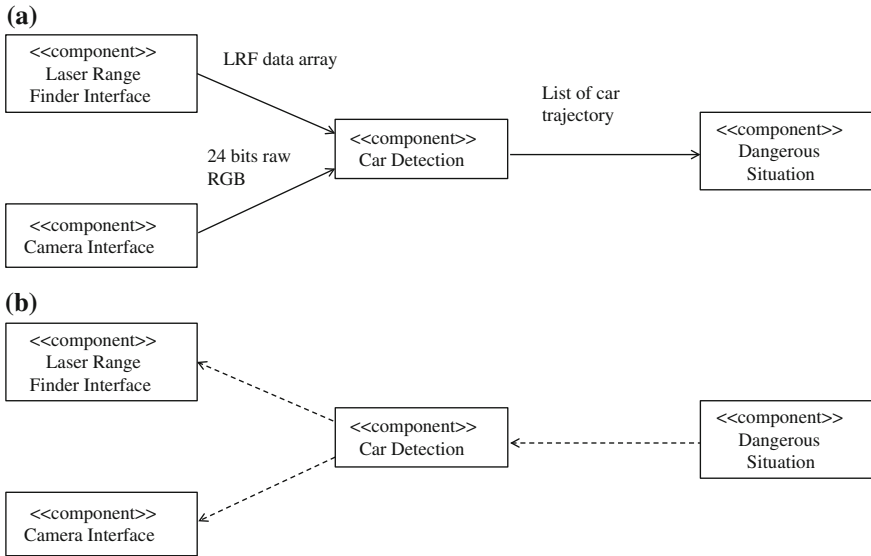 (a)
<<component>>
Laser Range
Finder Interface
LRF data array
24 bits raw
RGB
<<component>>
Camera Interface
<<component>>
Car Detection
List of car
trajectory
<<component>>
Dangerous
Situation
(b)
<<component>>
Laser Range
Finder Interface
<<component>>
Camera Interface
<<component>>
Car Detection
<<component>>
Dangerous
Situation